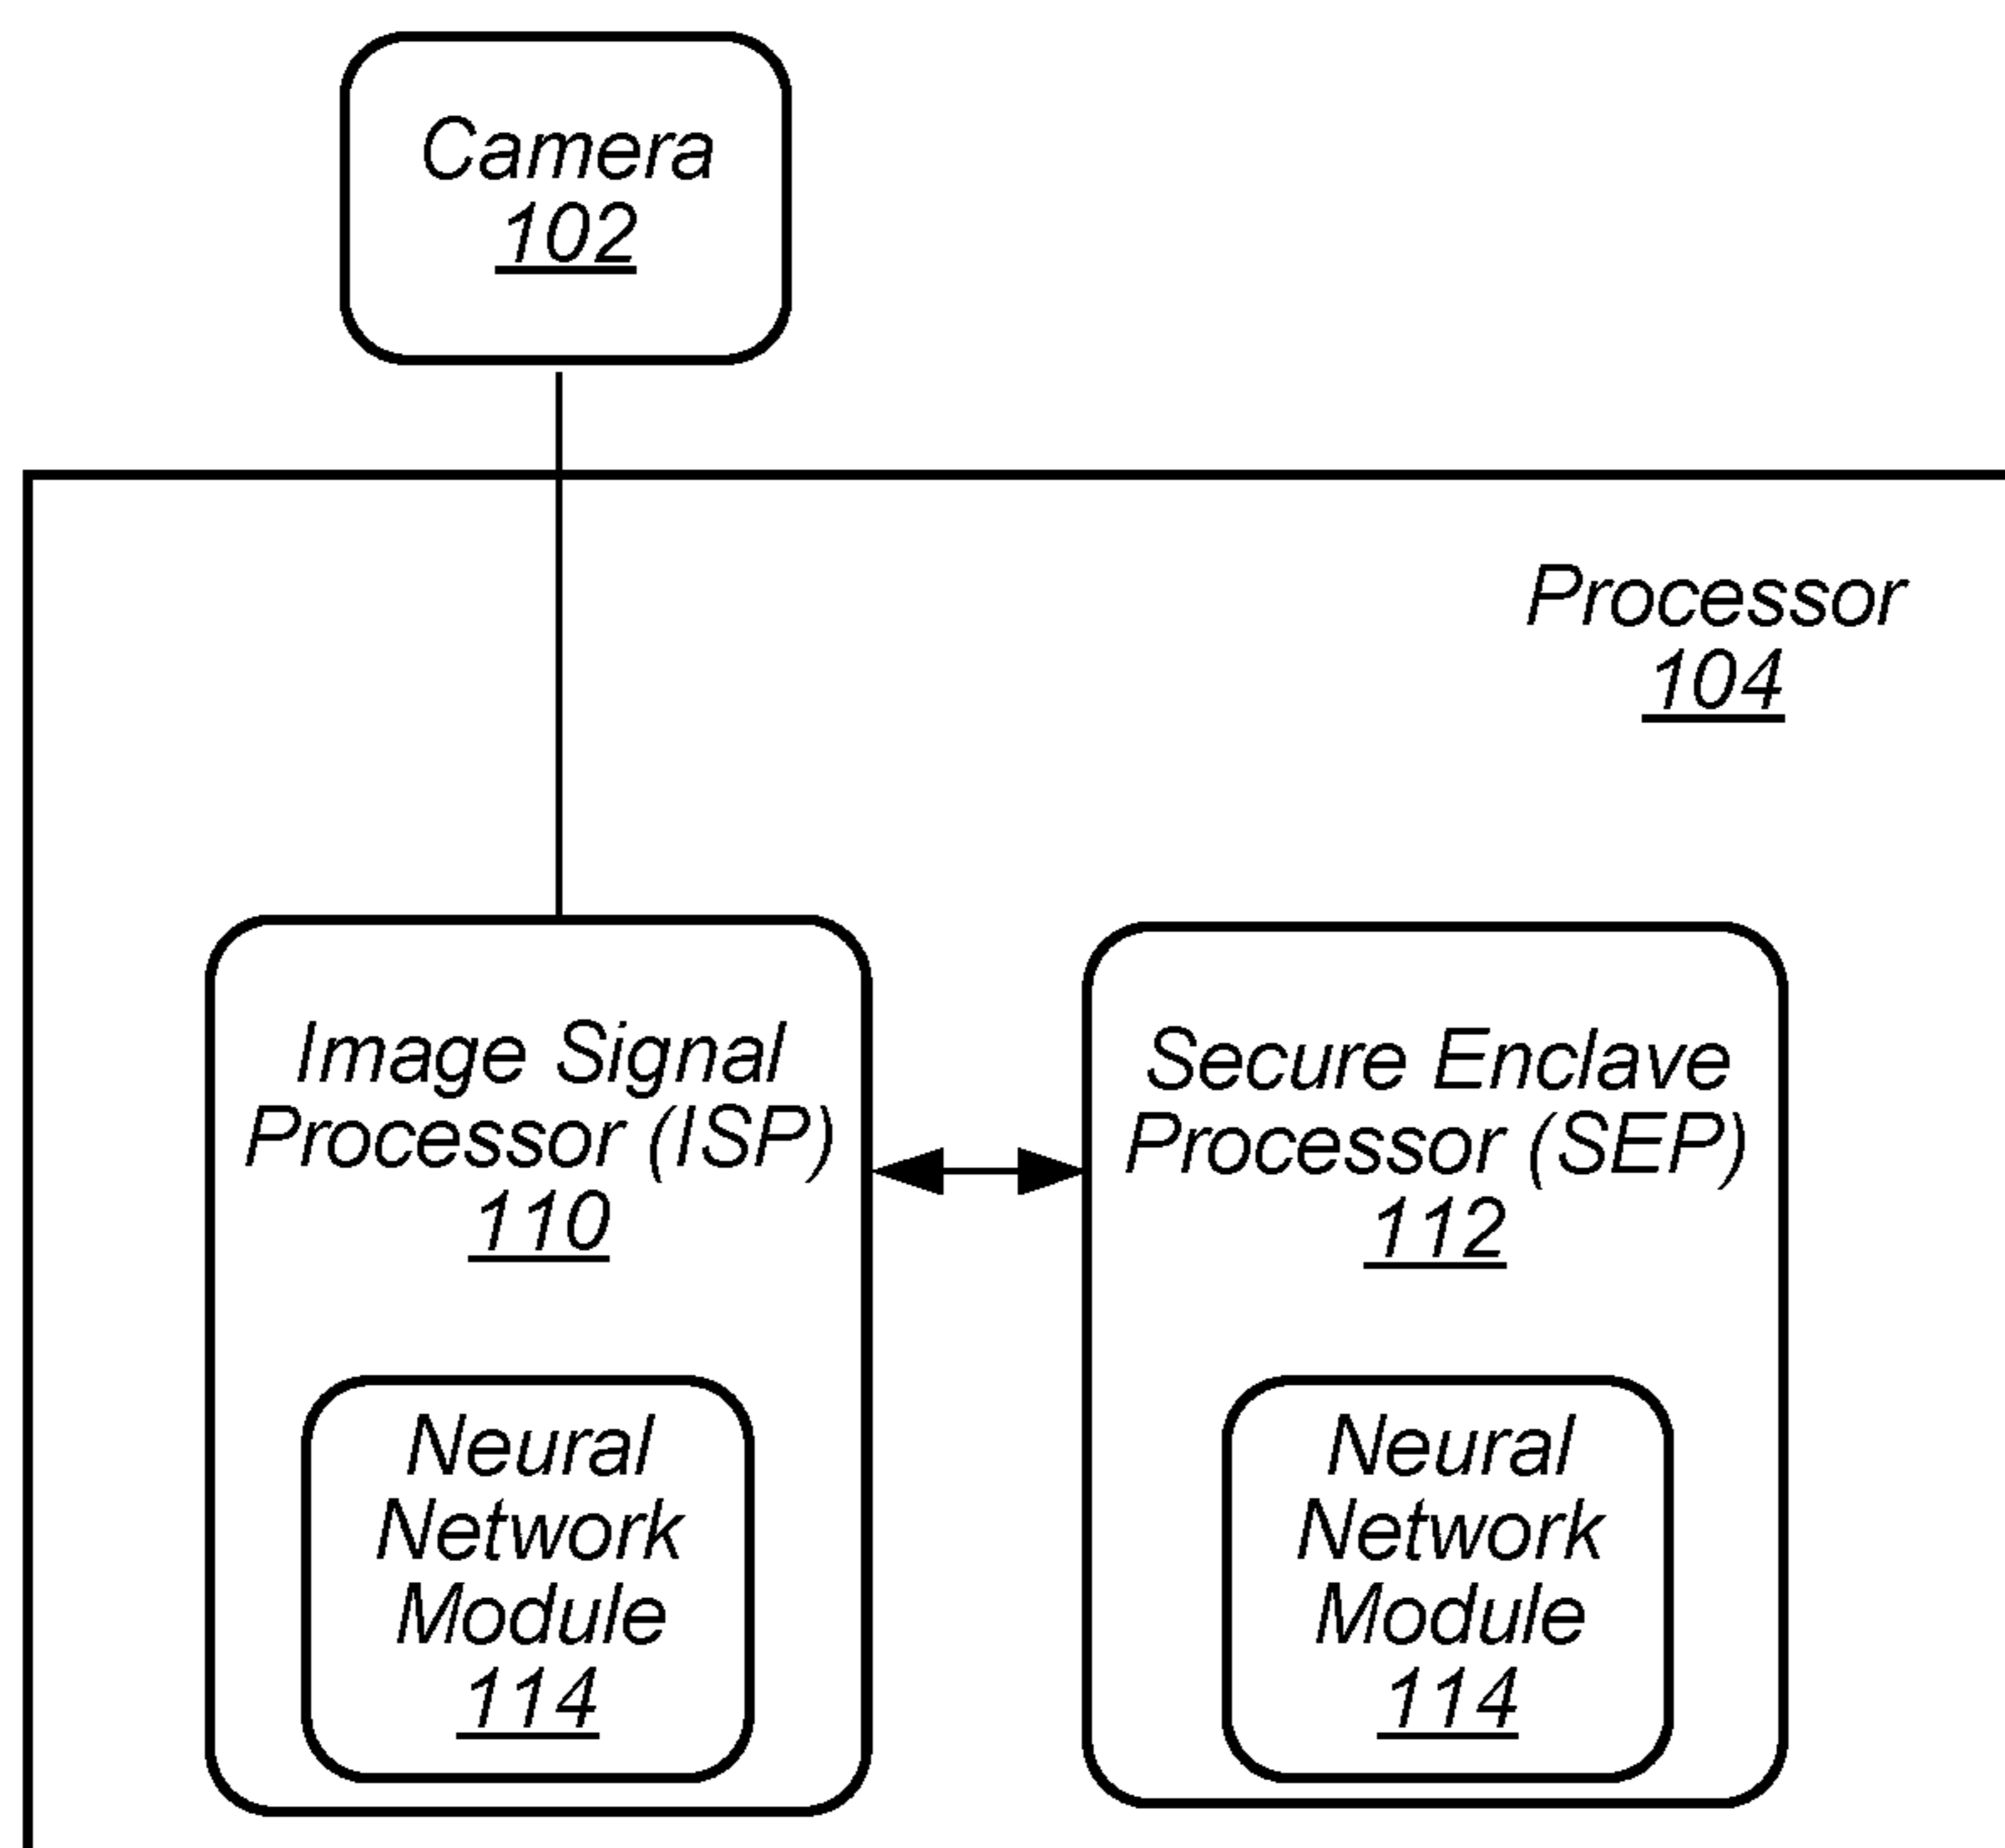 Camera
102
Processor
104
Image Signal
Processor (ISP)
110
Secure Enclave
Processor (SEP)
112
Neural
Network
Module
114
Neural
Network
Module
114